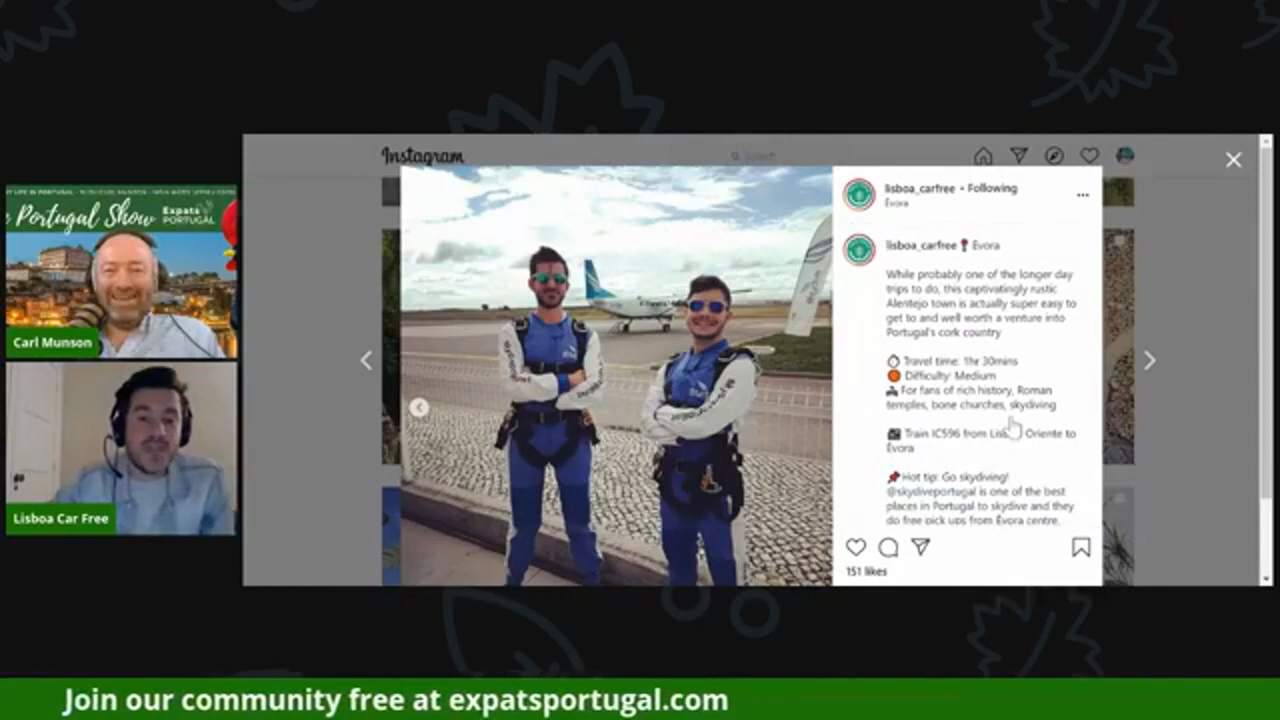 Portugal Show
Expats
PORTUGAL
Carl Munson
Lisboa Car Free
Instagram
Search
lisboa_carfree • Following
Évora
lisboa_carfree 📍 Évora
While probably one of the longer day
trips to do, this captivatingly rustic
Alentejo town is actually super easy to
get to and well worth a venture into
Portugal's cork country
⏱ Travel time: 1hr 30mins
🟠 Difficulty: Medium
For fans of rich history, Roman
temples, bone churches, skydiving
Train IC596 from Oriente to
Évora
📌Hot tip: Go skydiving!
@skydiveportugal is one of the best
places in Portugal to skydive and they
do free pick ups from Évora centre.
151 likes
Join our community free at expatsportugal.com